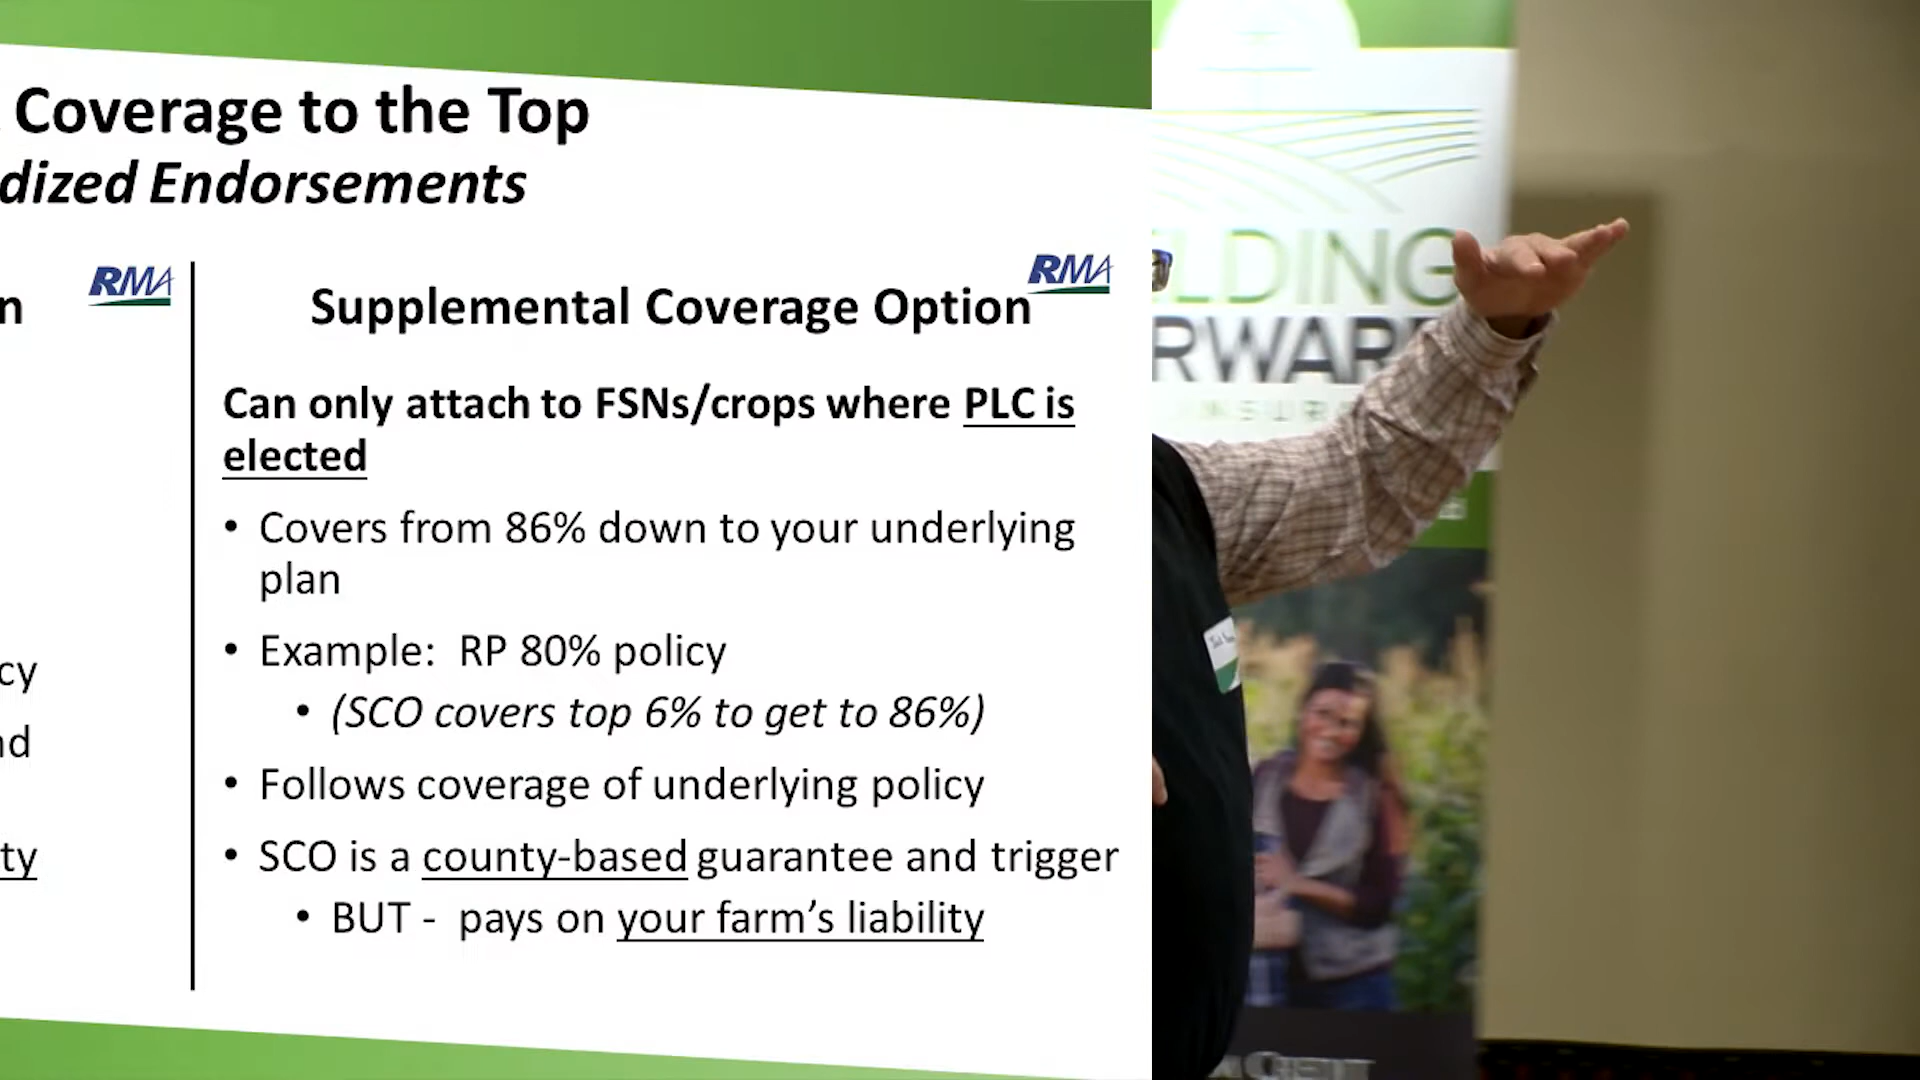 Coverage to the Top
dized Endorsements
n
RMA
cy
nd
ty
RMA
Supplemental Coverage Option
Can only attach to FSNs/crops where PLC is
elected
• Covers from 86% down to your underlying
plan
• Example: RP 80% policy
• (SCO covers top 6% to get to 86%)
• Follows coverage of underlying policy
• SCO is a county-based guarantee and trigger
• BUT - pays on your farm’s liability
LDING
RWAR
INSUR